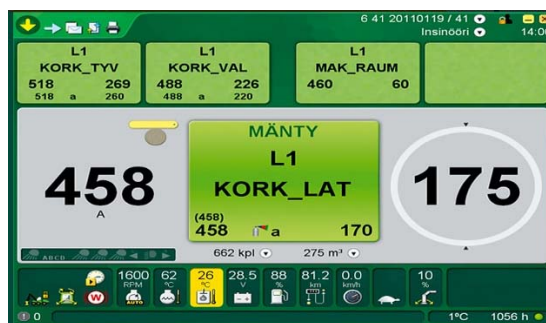 6 41 20110119 / 41
Insinööri
14:00
L1
KORK_TYV
518 269
518 a 260
L1
KORK_VAL
488 226
488 a 220
L1
MAK_RAUM
460 60
458
A
MÄNTY
L1
KORK_LAT
(458)
458 a 170
175
ABCD
662 kpl
275 m³
1600
RPM
AUTO
62
°C
26
°C
28.5
V
88
%
81.2
km
0.0
km/h
10
%
W
0
1°C
1056 h